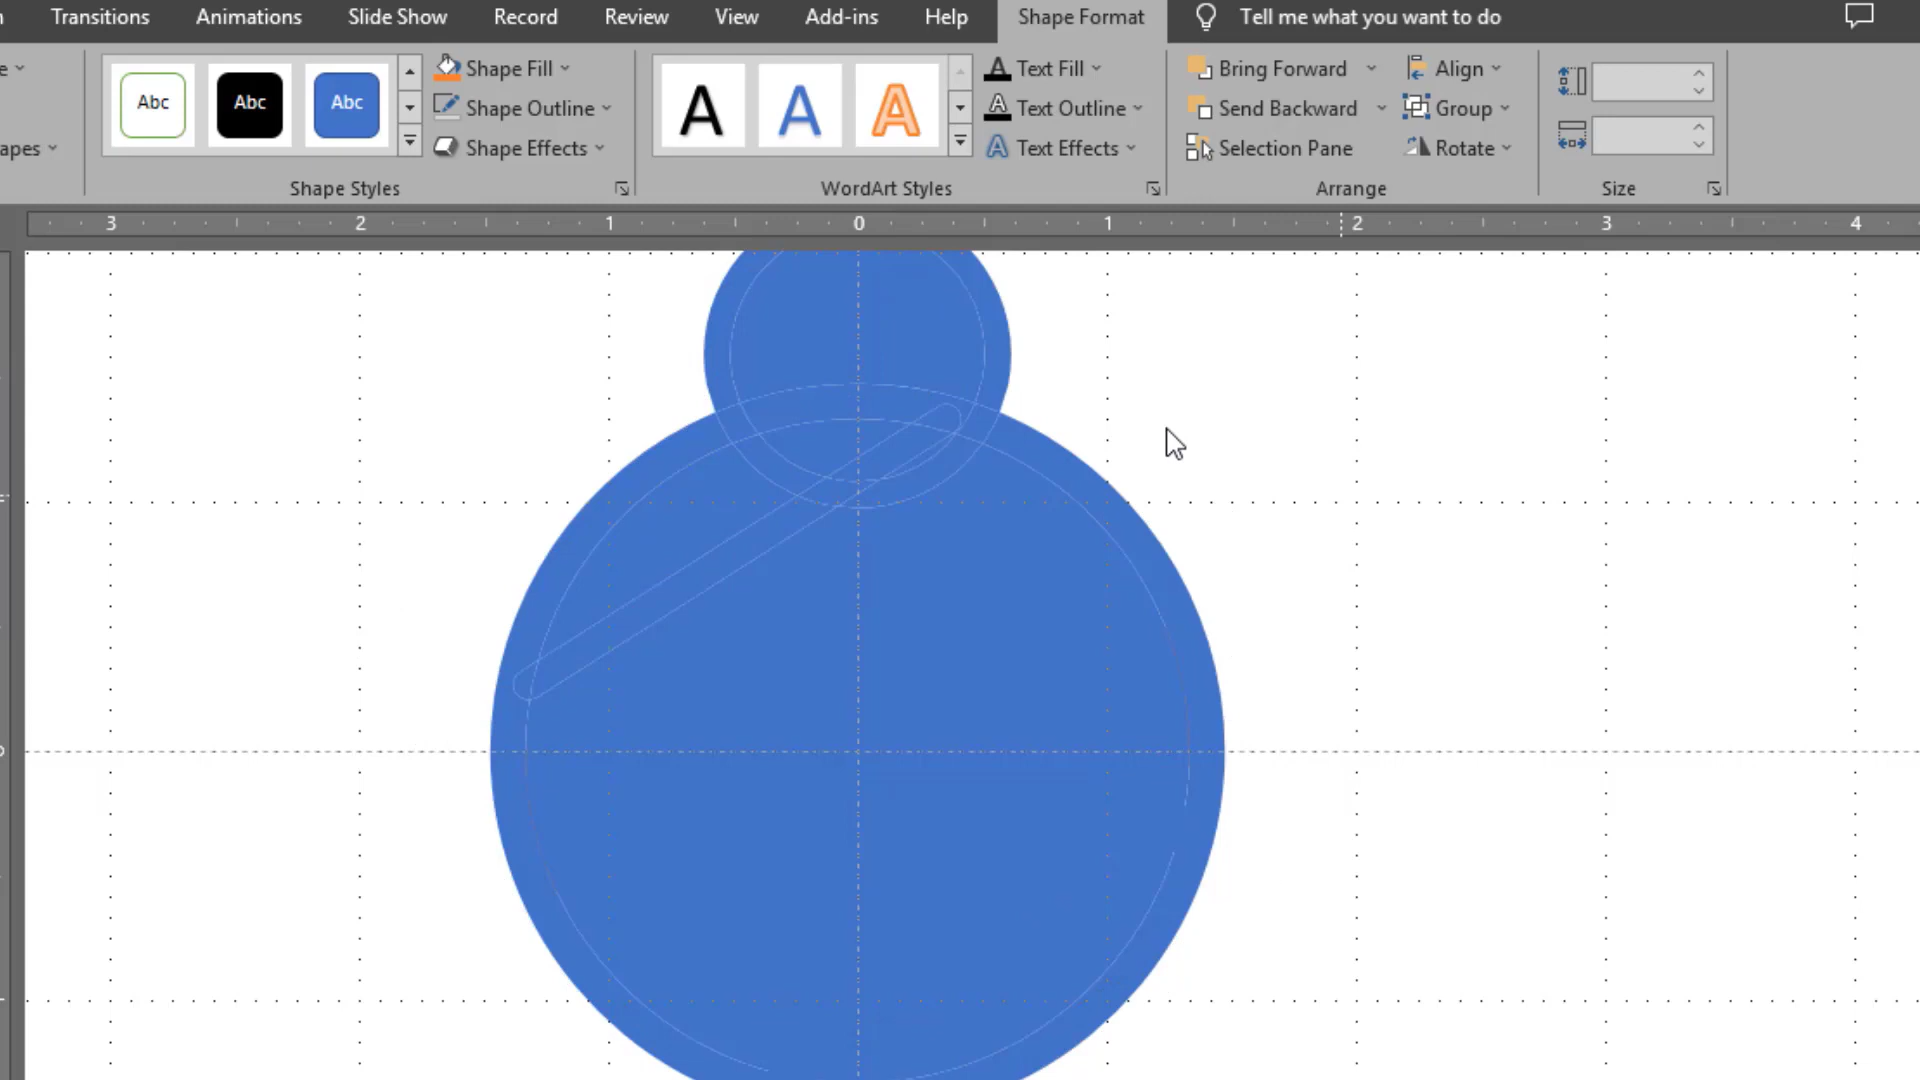 Transitions Animations Slide Show Record Review View Add-ins Help Shape Format Tell me what you want to do
Abc Abc Abc
Shape Fill
Shape Outline
Shape Effects
Shape Styles
A A A
Text Fill
Text Outline
Text Effects
WordArt Styles
Bring Forward
Send Backward
Selection Pane
Align
Group
Rotate
Arrange
Size
3 2 1 0 1 2 3 4